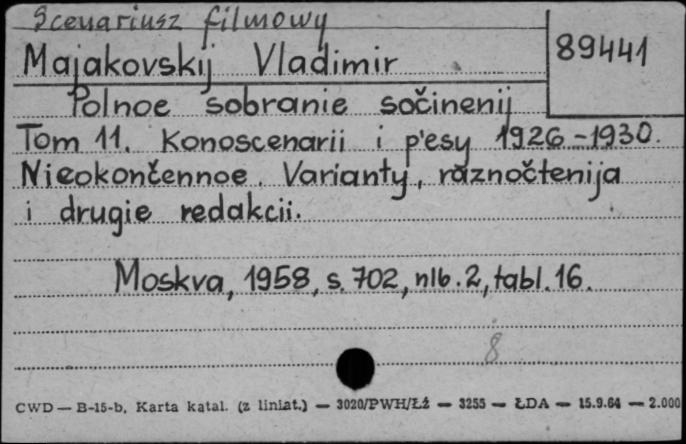 Scenariusz filmowy
89441
Majakovskij Vladimir
Polnoe sobranie sočinenij
Tom 11. Konoscenarii i p'esy 1926-1930.
Nieokončennoe. Varianty, raznočtenija
i drugie redakcii.
Moskva, 1958, s. 702, nlb. 2, tabl. 16.
8
CWD — B-15-b, Karta katal. (z liniat.) — 3020/PWH/ŁŻ — 3255 — ŁDA — 15.9.64 — 2.000